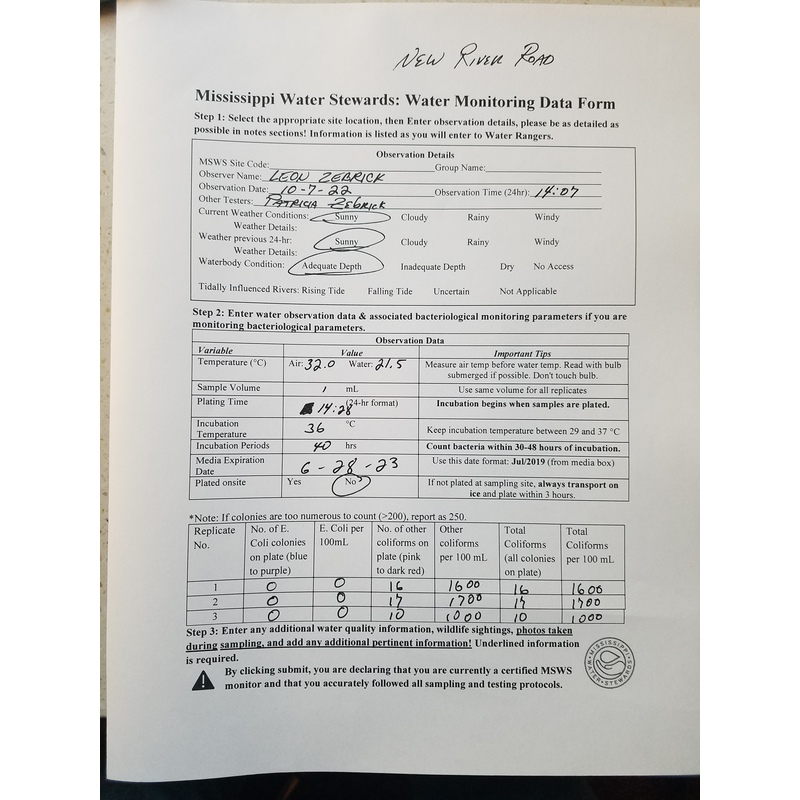 NEW RIVER ROAD
Mississippi Water Stewards: Water Monitoring Data Form
Step 1: Select the appropriate site location, then Enter observation details, please be as detailed as
possible in notes sections! Information is listed as you will enter to Water Rangers.
Observation Details
MSWS Site Code: Group Name:
Observer Name: LEON ZEBRICK
Observation Date: 10-7-22 Observation Time (24hr): 14:07
Other Testers: PATRICIA ZEBRICK
Current Weather Conditions: Sunny Cloudy Rainy Windy
Weather Details:
Weather previous 24-hr: Sunny Cloudy Rainy Windy
Weather Details:
Waterbody Condition: Adequate Depth Inadequate Depth Dry No Access
Tidally Influenced Rivers: Rising Tide Falling Tide Uncertain Not Applicable
Step 2: Enter water observation data & associated bacteriological monitoring parameters if you are
monitoring bacteriological parameters.
Observation Data
Variable Value Important Tips
Temperature (°C) Air: 32.0 Water: 21.5 Measure air temp before water temp. Read with bulb
submerged if possible. Don't touch bulb.
Sample Volume 1 mL Use same volume for all replicates
Plating Time 14:28 (24-hr format) Incubation begins when samples are plated.
Incubation
Temperature 36 °C Keep incubation temperature between 29 and 37 °C
Incubation Periods 40 hrs Count bacteria within 30-48 hours of incubation.
Media Expiration
Date 6-28-23 Use this date format: Jul/2019 (from media box)
Plated onsite Yes No If not plated at sampling site, always transport on
ice and plate within 3 hours.
*Note: If colonies are too numerous to count (>200), report as 250.
Replicate No. of E. E. Coli per No. of other Other Total Total
No. Coli colonies 100mL coliforms on coliforms Coliforms Coliforms
on plate (blue plate (pink per 100 mL (all colonies per 100 mL
to purple) to dark red) on plate)
1 0 0 16 1600 16 1600
2 0 0 17 1700 17 1700
3 0 0 10 1000 10 1000
Step 3: Enter any additional water quality information, wildlife sightings, photos taken
during sampling, and add any additional pertinent information! Underlined information
is required.
By clicking submit, you are declaring that you are currently a certified MSWS
monitor and that you accurately followed all sampling and testing protocols.
MISSISSIPPI WATER STEWARDS